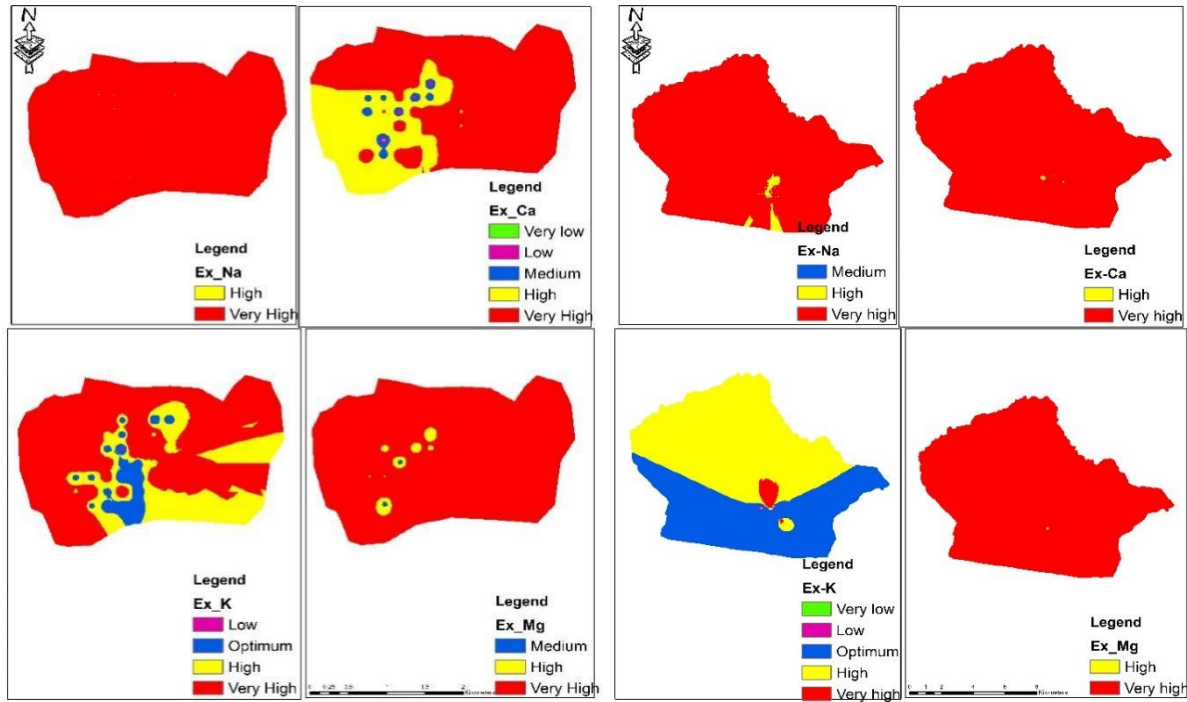 N
N
Legend
Ex_Na
High
Very High
Legend
Ex_Ca
Very low
Low
Medium
High
Very High
Legend
Ex-Na
Medium
High
Very high
Legend
Ex-Ca
High
Very high
Legend
Ex_K
Low
Optimum
High
Very High
Legend
Ex_Mg
Medium
High
Very High
Legend
Ex-K
Very low
Low
Optimum
High
Very high
Legend
Ex_Mg
High
Very high